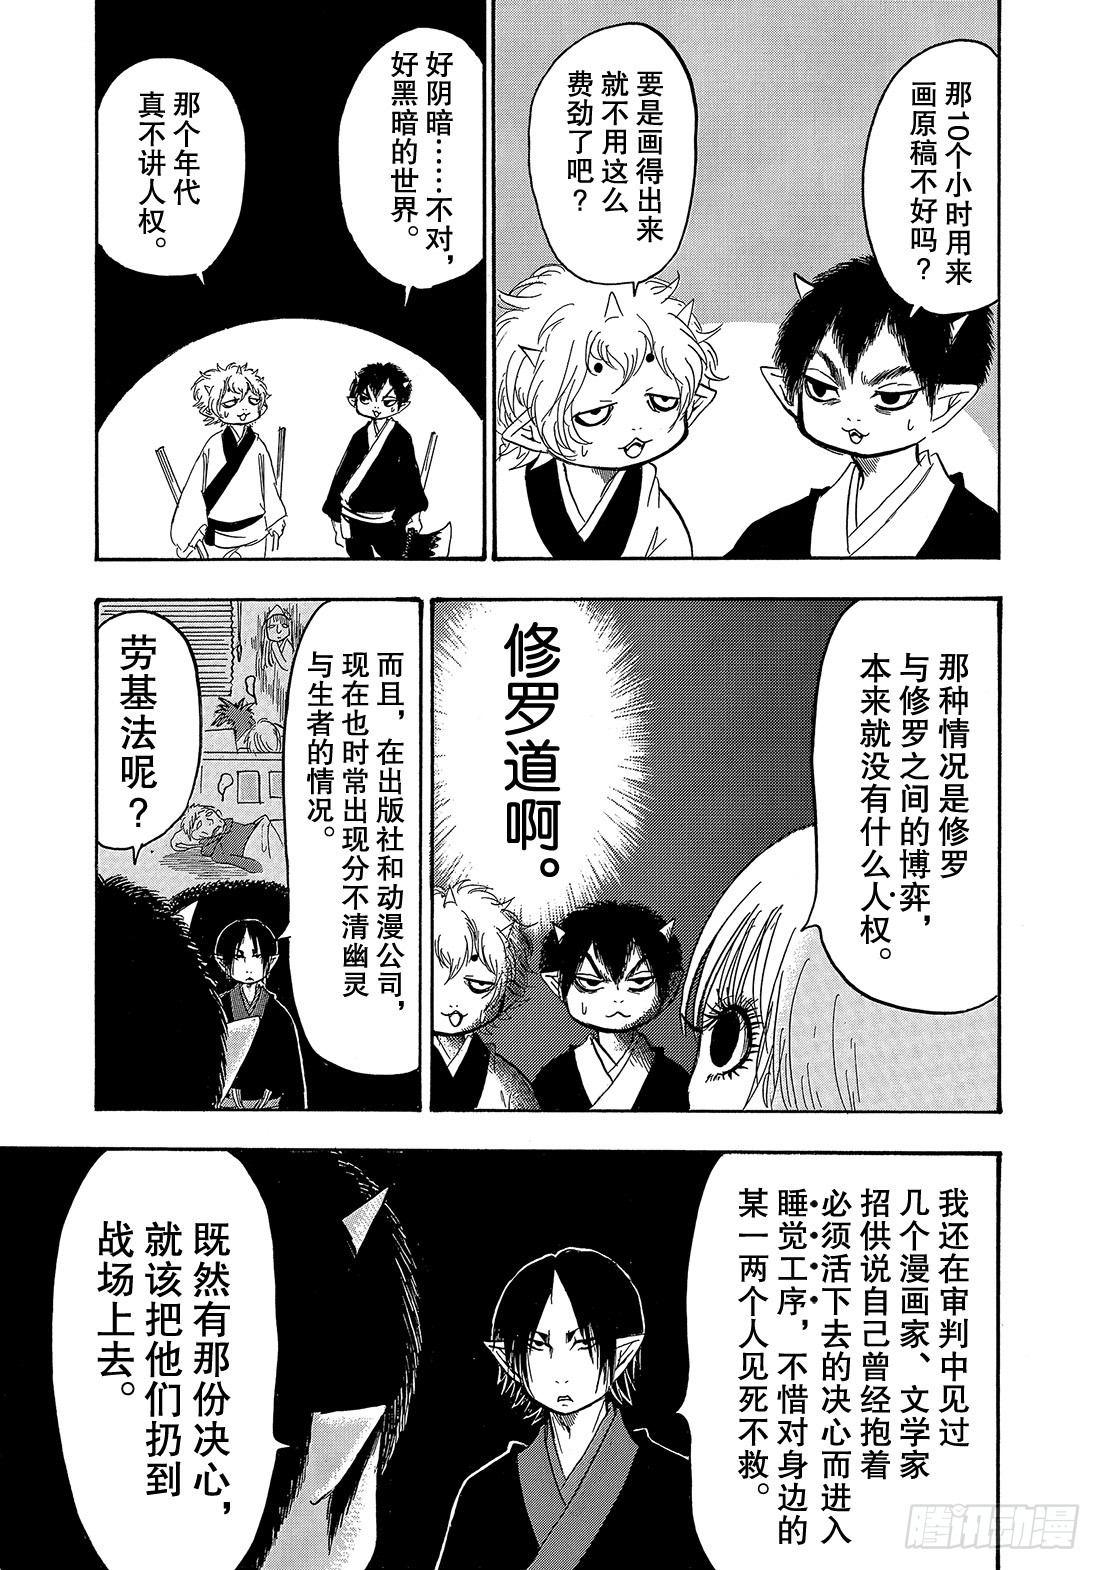 那10个小时用来
画原稿不好吗？
要是画得出来
就不用这么
费劲了吧？
好阴暗……不对，
好黑暗的世界。
那个年代
真不讲人权。
那种情况是修罗
与修罗之间的博弈，
本来就没有什么人权。
修罗道啊。
而且，在出版社和动漫公司，
现在也时常出现分不清幽灵
与生者的情况。
劳基法呢？
我还在审判中见过
几个漫画家、文学家
招供说自己曾经抱着
必须活下去的决心而进入
睡觉工序，不惜对身边的
某一两个人见死不救。
既然有那份决心，
就该把他们扔到
战场上去。
腾讯动漫